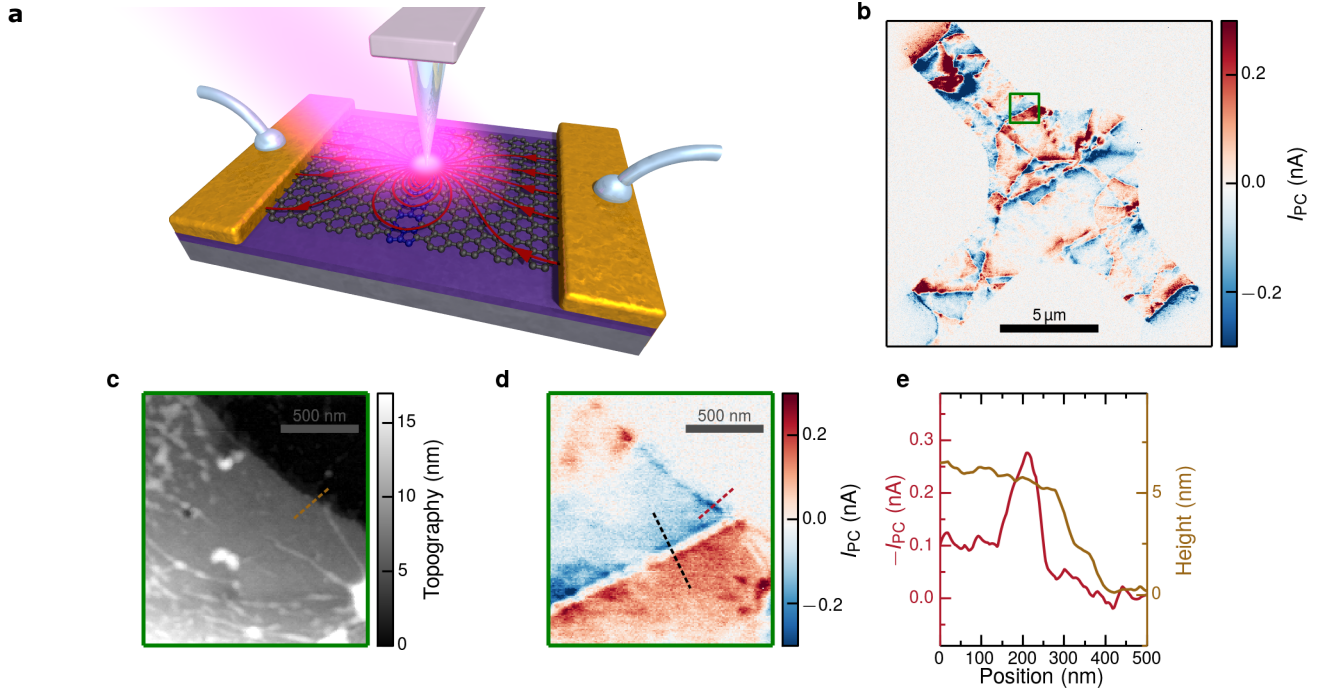 a
b
0.2
0.0
−0.2
I_PC (nA)
5 μm
c
500 nm
15
10
5
0
Topography (nm)
d
500 nm
0.2
0.0
−0.2
I_PC (nA)
e
0.3
0.2
0.1
0.0
−I_PC (nA)
5
0
Height (nm)
0 100 200 300 400 500
Position (nm)